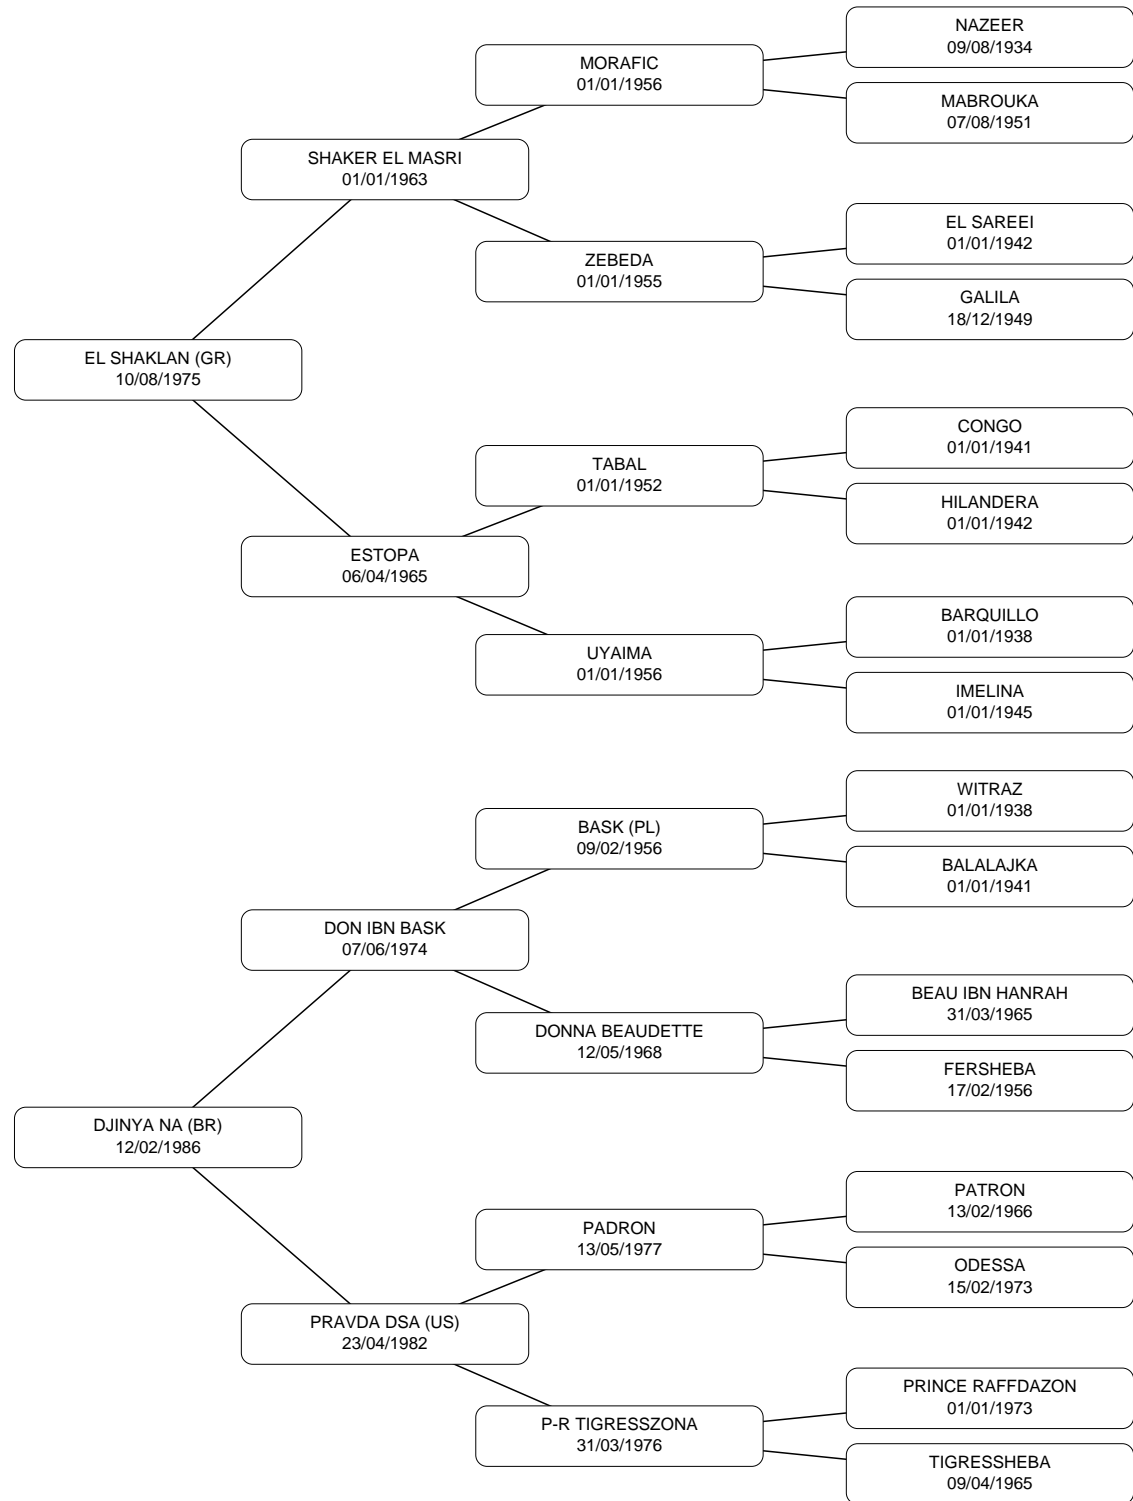 NAZEER
09/08/1934
MORAFIC
01/01/1956
MABROUKA
07/08/1951
SHAKER EL MASRI
01/01/1963
EL SAREEI
01/01/1942
ZEBEDA
01/01/1955
GALILA
18/12/1949
EL SHAKLAN (GR)
10/08/1975
CONGO
01/01/1941
TABAL
01/01/1952
HILANDERA
01/01/1942
ESTOPA
06/04/1965
BARQUILLO
01/01/1938
UYAIMA
01/01/1956
IMELINA
01/01/1945
WITRAZ
01/01/1938
BASK (PL)
09/02/1956
BALALAJKA
01/01/1941
DON IBN BASK
07/06/1974
BEAU IBN HANRAH
31/03/1965
DONNA BEAUDETTE
12/05/1968
FERSHEBA
17/02/1956
DJINYA NA (BR)
12/02/1986
PATRON
13/02/1966
PADRON
13/05/1977
ODESSA
15/02/1973
PRAVDA DSA (US)
23/04/1982
PRINCE RAFFDAZON
01/01/1973
P-R TIGRESSZONA
31/03/1976
TIGRESSHEBA
09/04/1965